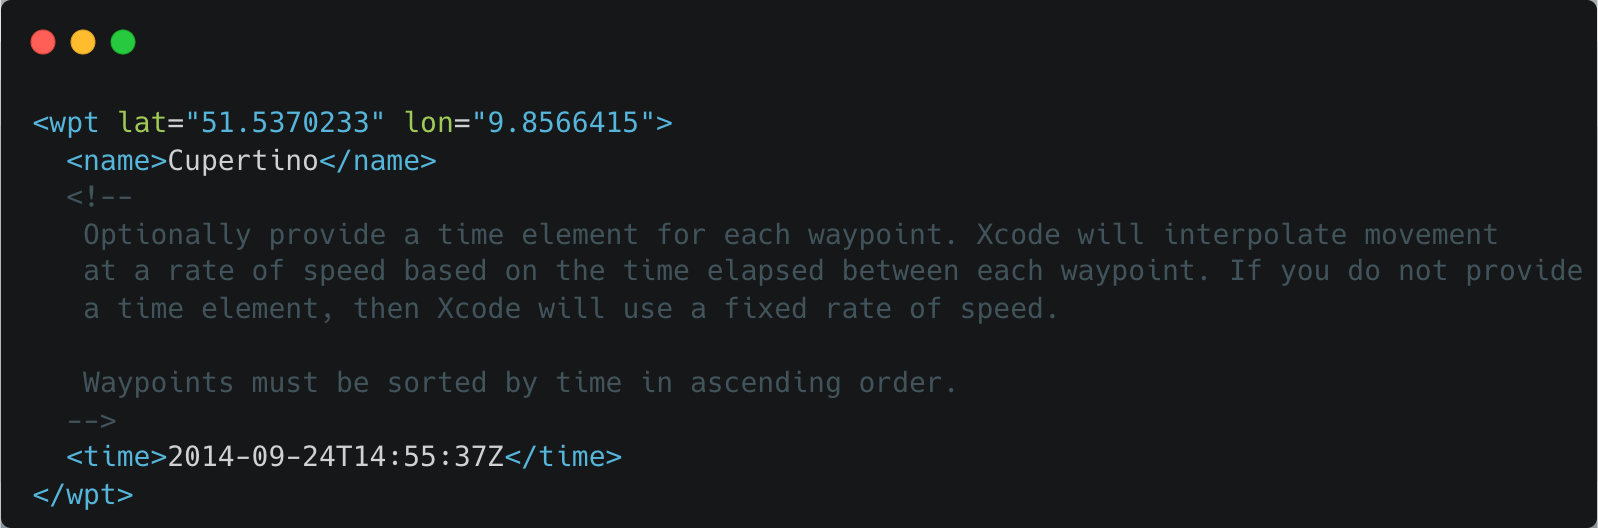 <wpt lat="51.5370233" lon="9.8566415">
<name>Cupertino</name>
<!--
Optionally provide a time element for each waypoint. Xcode will interpolate movement
at a rate of speed based on the time elapsed between each waypoint. If you do not provide
a time element, then Xcode will use a fixed rate of speed.
Waypoints must be sorted by time in ascending order.
-->
<time>2014-09-24T14:55:37Z</time>
</wpt>